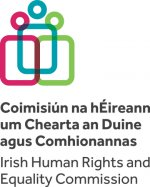 Coimisiún na hÉireann
um Chearta an Duine
agus Comhionannas
Irish Human Rights and
Equality Commission